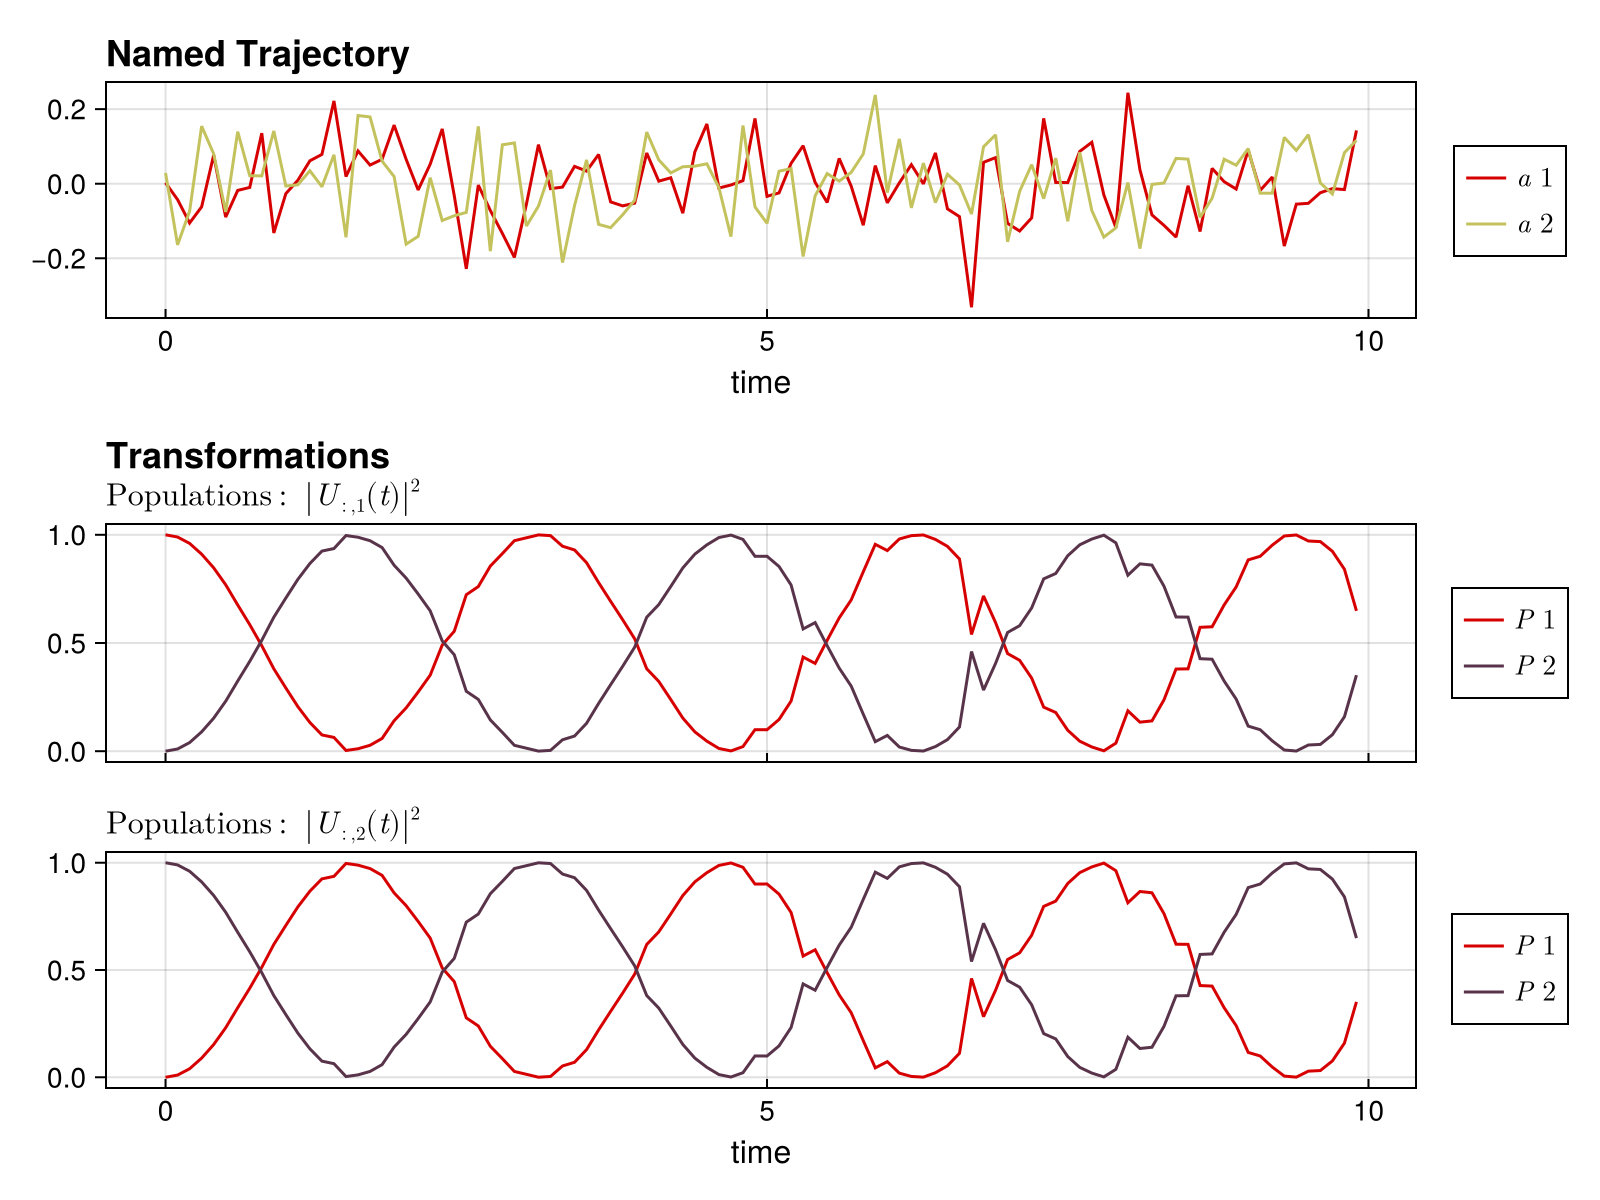 Named Trajectory
0.2
0.0
−0.2
0 5 10
time
a 1
a 2
Transformations
Populations: |U:,1(t)|²
1.0
0.5
0.0
P 1
P 2
Populations: |U:,2(t)|²
1.0
0.5
0.0
0 5 10
time
P 1
P 2